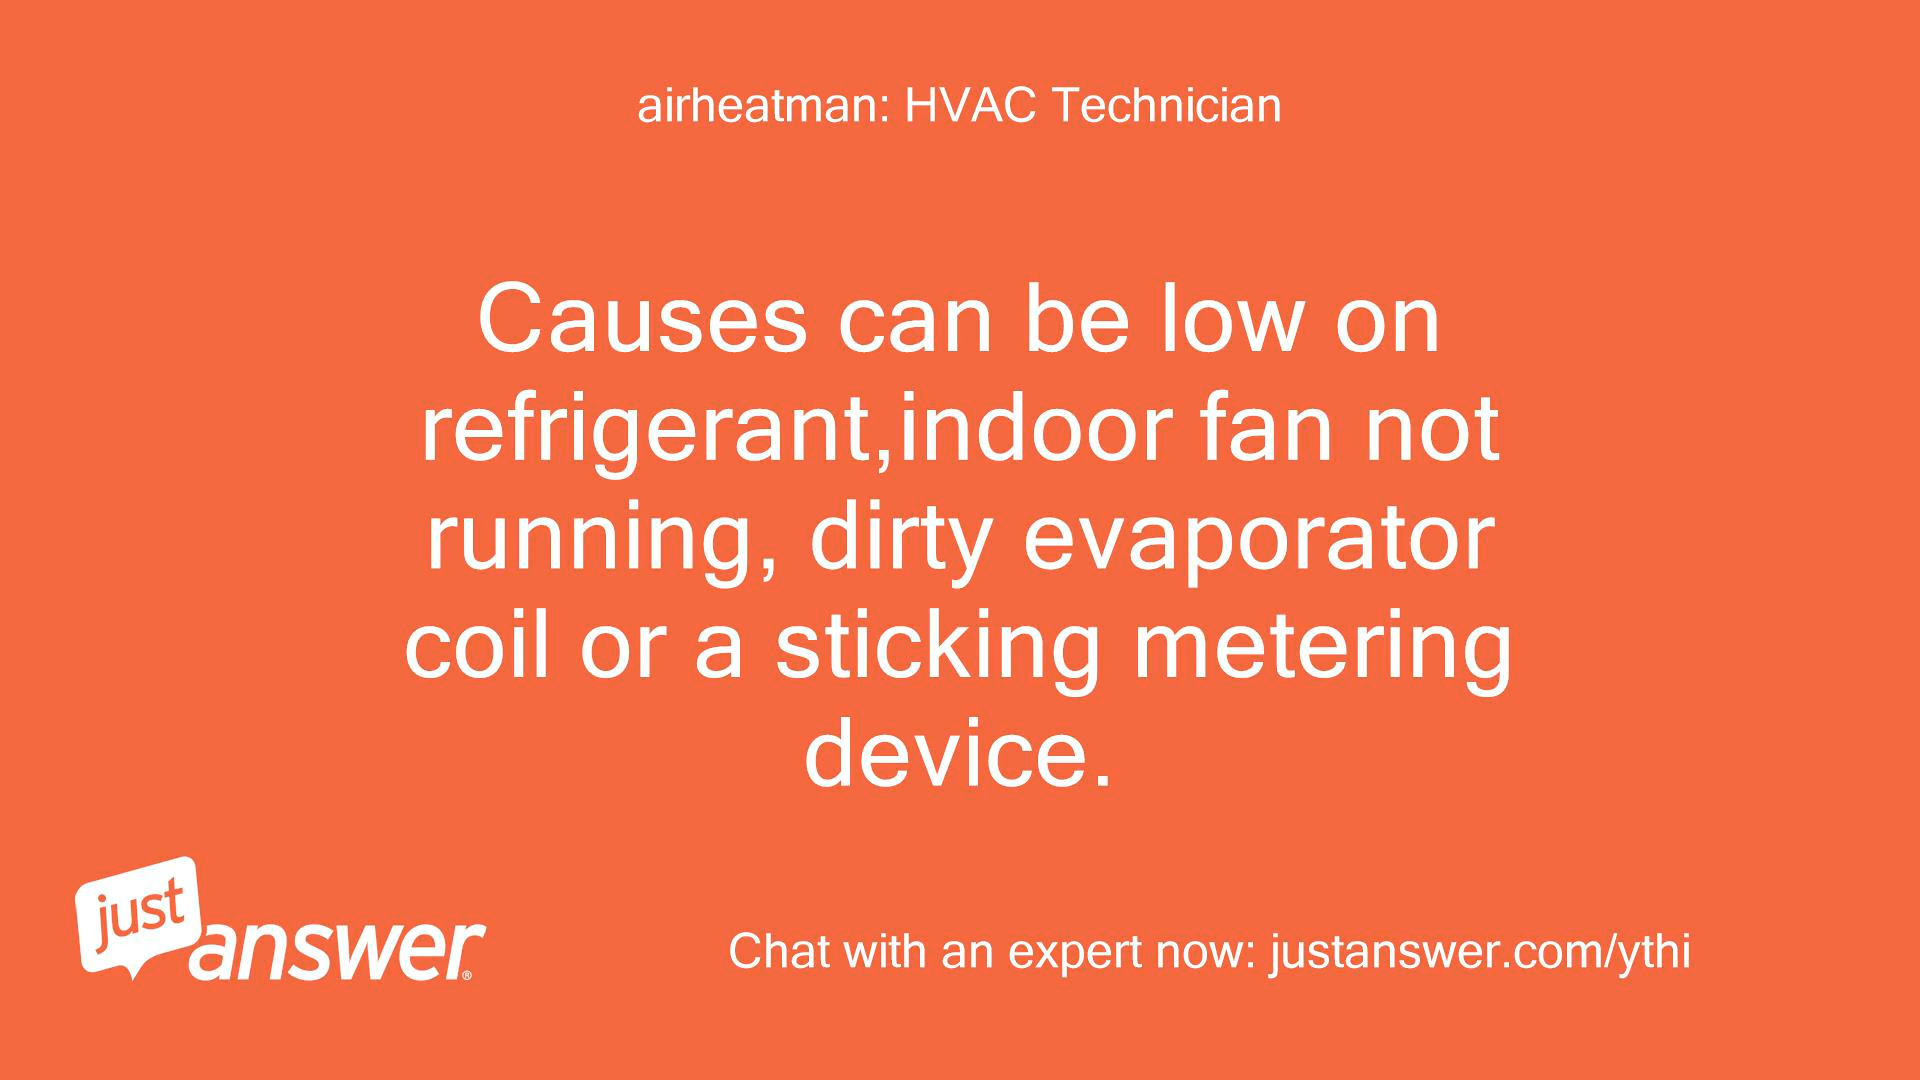 airheatman: HVAC Technician
Causes can be low on
refrigerant,indoor fan not
running, dirty evaporator
coil or a sticking metering
device.
just
answer®
Chat with an expert now: justanswer.com/ythi